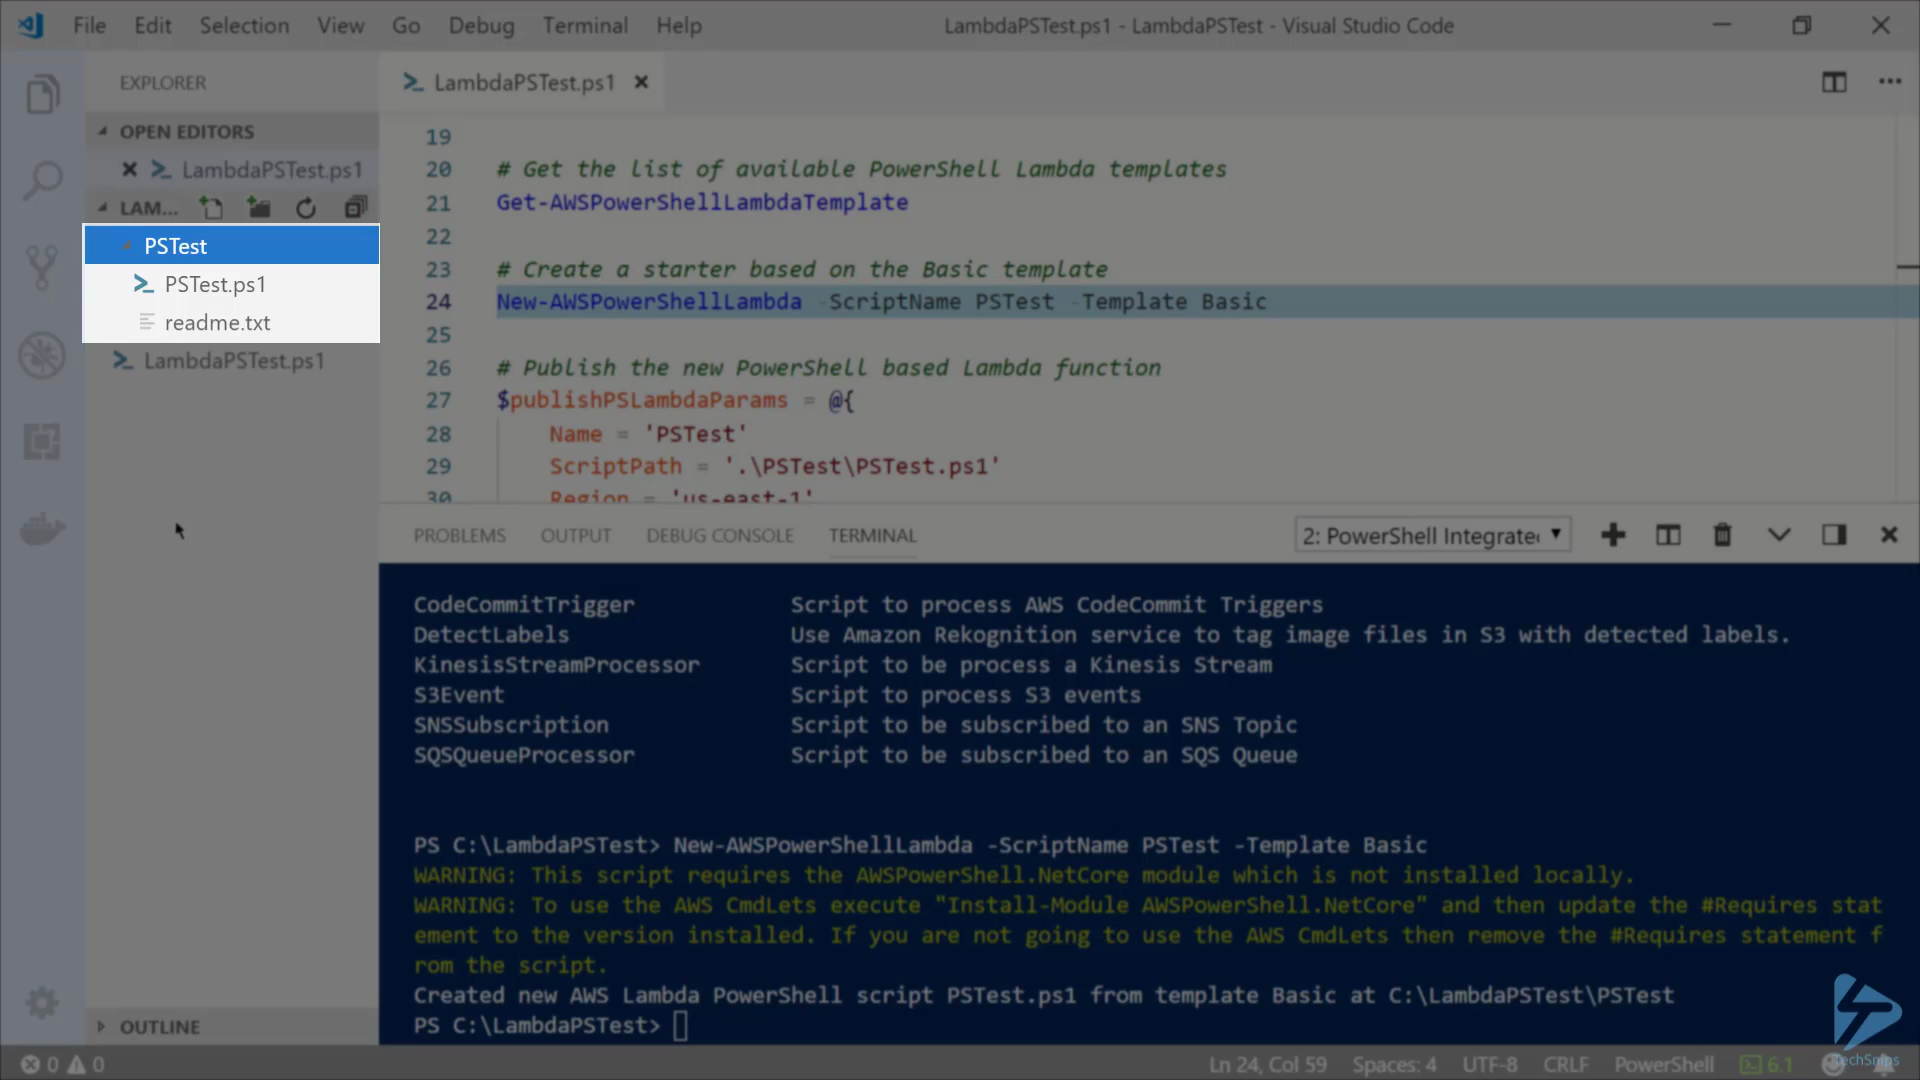 File Edit Selection View Go Debug Terminal Help LambdaPSTest.ps1 - LambdaPSTest - Visual Studio Code
EXPLORER
OPEN EDITORS
LambdaPSTest.ps1
LAM...
PSTest
PSTest.ps1
readme.txt
LambdaPSTest.ps1
OUTLINE
LambdaPSTest.ps1
19
20 # Get the list of available PowerShell Lambda templates
21 Get-AWSPowerShellLambdaTemplate
22
23 # Create a starter based on the Basic template
24 New-AWSPowerShellLambda -ScriptName PSTest -Template Basic
25
26 # Publish the new PowerShell based Lambda function
27 $publishPSLambdaParams = @{
28 Name = 'PSTest'
29 ScriptPath = '.\PSTest\PSTest.ps1'
30 Region = 'us-east-1'
PROBLEMS OUTPUT DEBUG CONSOLE TERMINAL 2: PowerShell Integrate
CodeCommitTrigger Script to process AWS CodeCommit Triggers
DetectLabels Use Amazon Rekognition service to tag image files in S3 with detected labels.
KinesisStreamProcessor Script to be process a Kinesis Stream
S3Event Script to process S3 events
SNSSubscription Script to be subscribed to an SNS Topic
SQSQueueProcessor Script to be subscribed to an SQS Queue
PS C:\LambdaPSTest> New-AWSPowerShellLambda -ScriptName PSTest -Template Basic
WARNING: This script requires the AWSPowerShell.NetCore module which is not installed locally.
WARNING: To use the AWS CmdLets execute "Install-Module AWSPowerShell.NetCore" and then update the #Requires stat
ement to the version installed. If you are not going to use the AWS CmdLets then remove the #Requires statement f
rom the script.
Created new AWS Lambda PowerShell script PSTest.ps1 from template Basic at C:\LambdaPSTest\PSTest
PS C:\LambdaPSTest>
0 0 Ln 24, Col 59 Spaces: 4 UTF-8 CRLF PowerShell 6.1
TechSnips